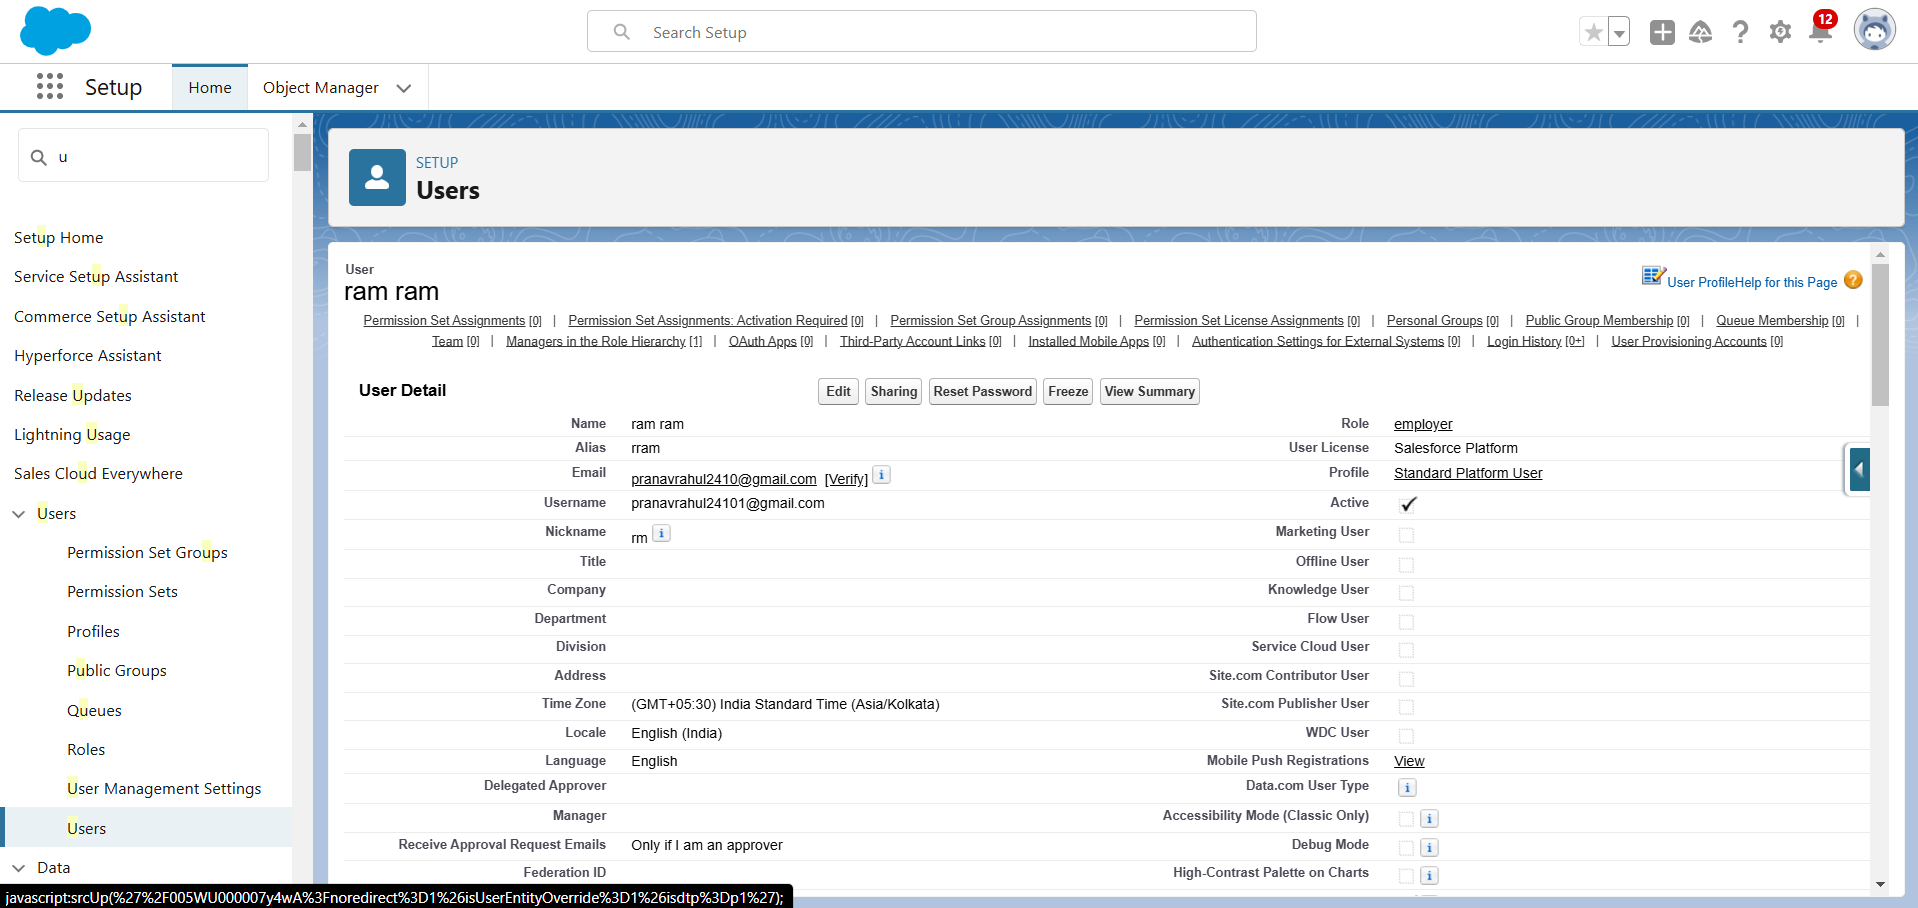 Search Setup
12
Setup
Home
Object Manager
u
Setup Home
Service Setup Assistant
Commerce Setup Assistant
Hyperforce Assistant
Release Updates
Lightning Usage
Sales Cloud Everywhere
Users
Permission Set Groups
Permission Sets
Profiles
Public Groups
Queues
Roles
User Management Settings
Users
Data
SETUP
Users
User
ram ram
User ProfileHelp for this Page
Permission Set Assignments [0] | Permission Set Assignments: Activation Required [0] | Permission Set Group Assignments [0] | Permission Set License Assignments [0] | Personal Groups [0] | Public Group Membership [0] | Queue Membership [0] |
Team [0] | Managers in the Role Hierarchy [1] | OAuth Apps [0] | Third-Party Account Links [0] | Installed Mobile Apps [0] | Authentication Settings for External Systems [0] | Login History [0+] | User Provisioning Accounts [0]
User Detail
Edit Sharing Reset Password Freeze View Summary
Name ram ram Role employer
Alias rram User License Salesforce Platform
Email pranavrahul2410@gmail.com [Verify] i Profile Standard Platform User
Username pranavrahul24101@gmail.com Active
Nickname rm i Marketing User
Title Offline User
Company Knowledge User
Department Flow User
Division Service Cloud User
Address Site.com Contributor User
Time Zone (GMT+05:30) India Standard Time (Asia/Kolkata) Site.com Publisher User
Locale English (India) WDC User
Language English Mobile Push Registrations View
Delegated Approver Data.com User Type i
Manager Accessibility Mode (Classic Only) i
Receive Approval Request Emails Only if I am an approver Debug Mode i
Federation ID High-Contrast Palette on Charts i
javascript:srcUp(%27%2F005WU000007y4wA%3Fnoredirect%3D1%26isUserEntityOverride%3D1%26isdtp%3Dp1%27);